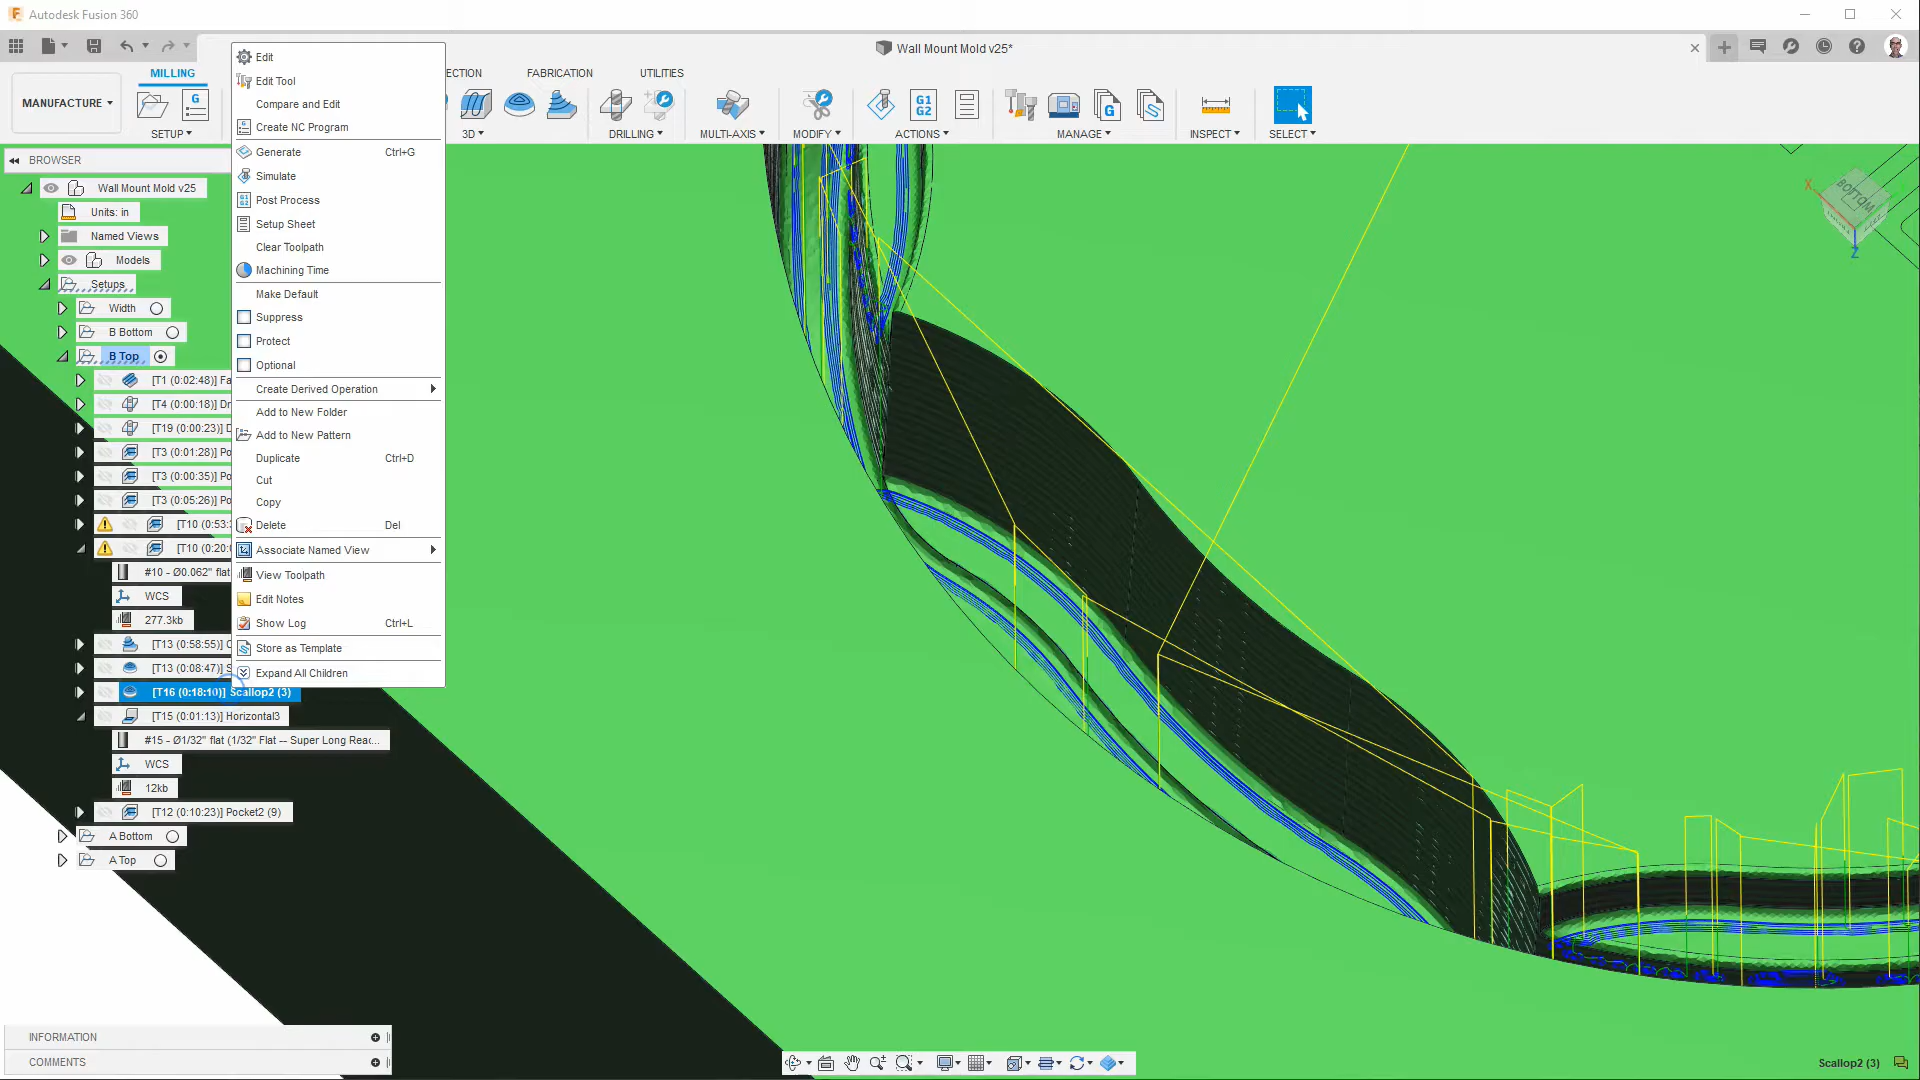 Autodesk Fusion 360
Wall Mount Mold v25*
MILLING
FABRICATION
UTILITIES
MANUFACTURE
SETUP
3D
DRILLING
MULTI-AXIS
MODIFY
G1
G2
ACTIONS
MANAGE
INSPECT
SELECT
BROWSER
Wall Mount Mold v25
Units: in
Named Views
Models
Setups
Width
B Bottom
B Top
[T1 (0:02:48)] Fa
[T4 (0:00:18)] Dr
[T19 (0:00:23)] D
[T3 (0:01:28)] Po
[T3 (0:00:35)] Po
[T3 (0:05:26)] Po
[T10 (0:53:
[T10 (0:20:
#10 - Ø0.062" flat
WCS
277.3kb
[T13 (0:58:55)] C
[T13 (0:08:47)] S
[T16 (0:18:10)] Scallop2 (3)
[T15 (0:01:13)] Horizontal3
#15 - Ø1/32" flat (1/32" Flat -- Super Long Reac...
WCS
12kb
[T12 (0:10:23)] Pocket2 (9)
A Bottom
A Top
Edit
Edit Tool
Compare and Edit
Create NC Program
Generate Ctrl+G
Simulate
Post Process
Setup Sheet
Clear Toolpath
Machining Time
Make Default
Suppress
Protect
Optional
Create Derived Operation
Add to New Folder
Add to New Pattern
Duplicate Ctrl+D
Cut
Copy
Delete Del
Associate Named View
View Toolpath
Edit Notes
Show Log Ctrl+L
Store as Template
Expand All Children
BOTTOM
X
Z
INFORMATION
COMMENTS
Scallop2 (3)